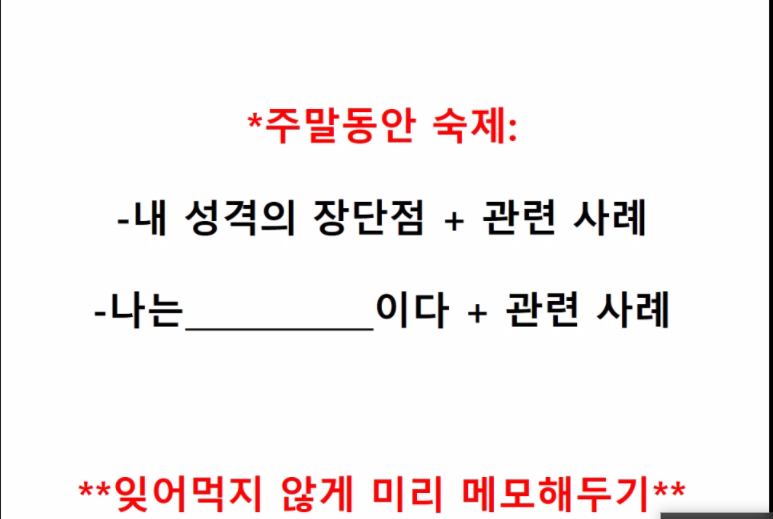 *주말동안 숙제:
-내 성격의 장단점 + 관련 사례
-나는__________이다 + 관련 사례
**잊어먹지 않게 미리 메모해두기**